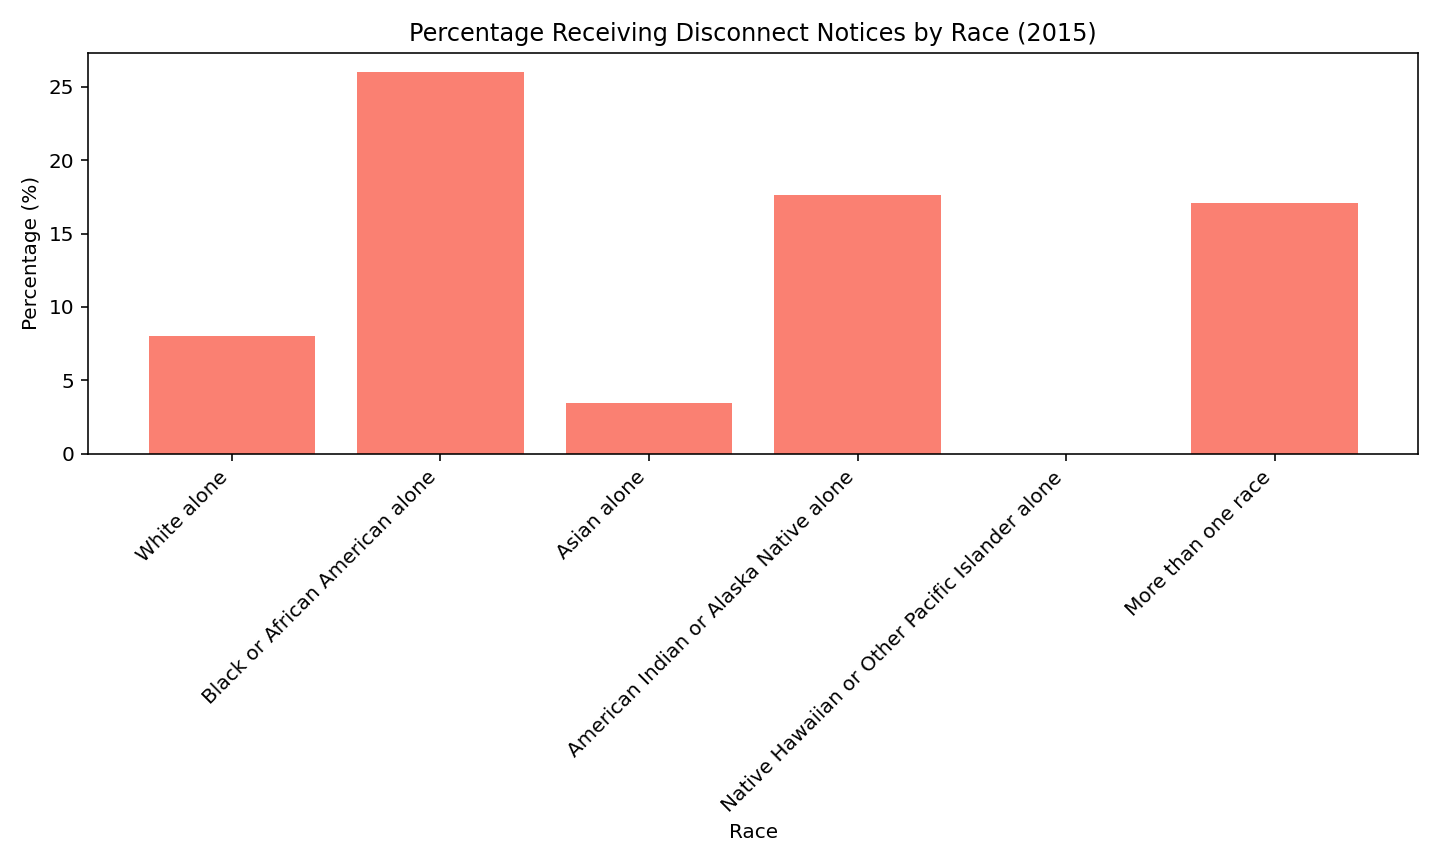 Percentage Receiving Disconnect Notices by Race (2015)
Percentage (%)
25
20
15
10
5
0
White alone
Black or African American alone
Asian alone
American Indian or Alaska Native alone
Native Hawaiian or Other Pacific Islander alone
More than one race
Race